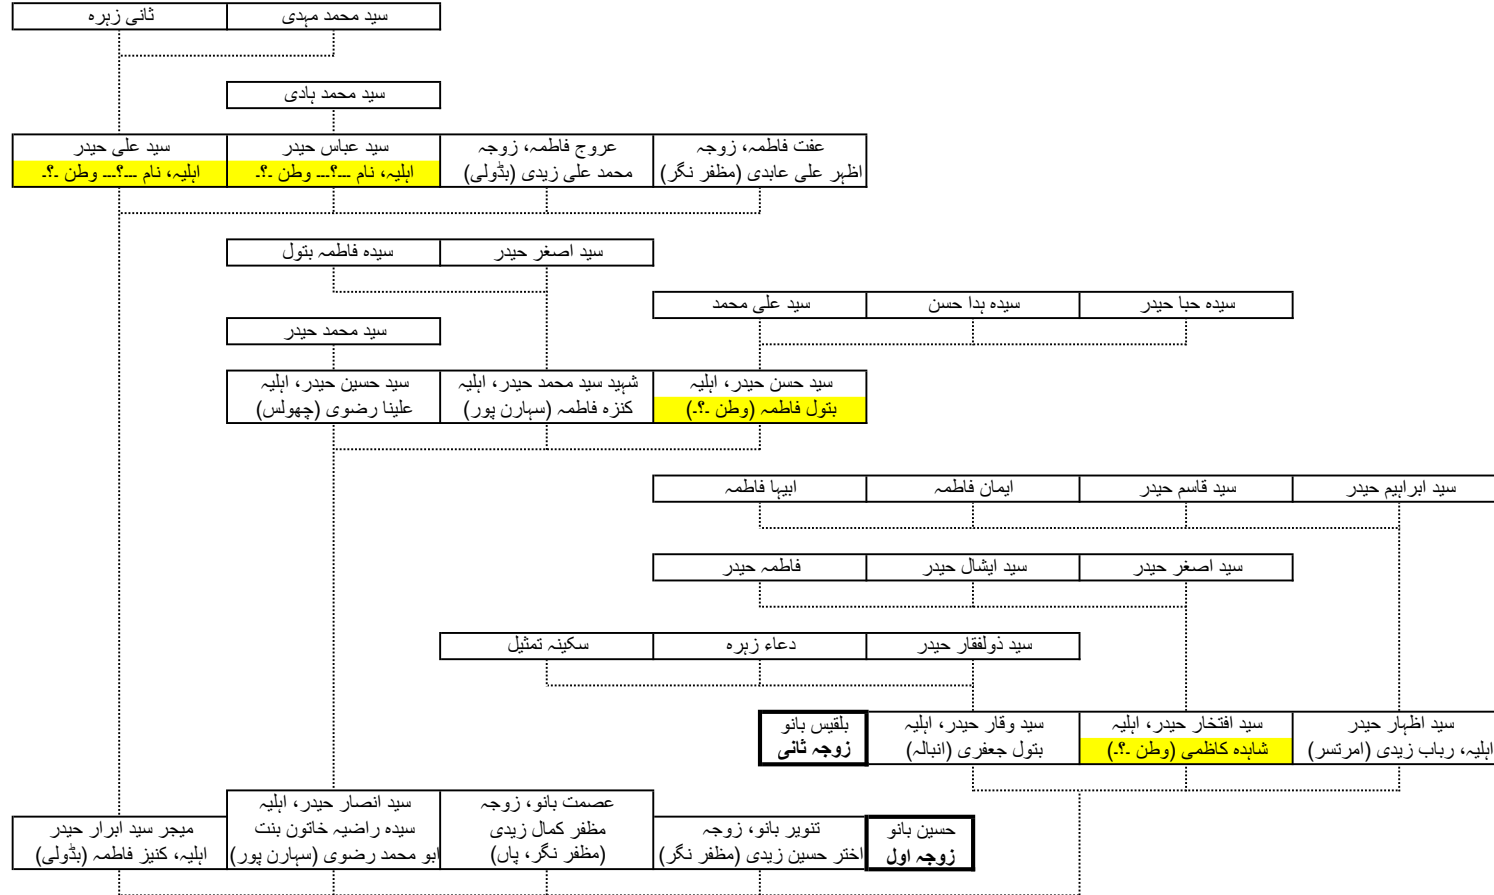 سید محمد مہدی
ثانی زہرہ
سید محمد ہادی
عفت فاطمہ، زوجہ
اظہر علی عابدی (مظفر نگر)
عروج فاطمہ، زوجہ
محمد علی زیدی (بڈولی)
سید عباس حیدر
اہلیہ، نام ۔۔؟۔۔ وطن ۔؟۔
سید علی حیدر
اہلیہ، نام ۔۔؟۔۔ وطن ۔؟۔
سید اصغر حیدر
سیدہ فاطمہ بتول
سیدہ حبا حیدر
سیدہ ہدا حسن
سید علی محمد
سید محمد حیدر
سید حسن حیدر، اہلیہ
بتول فاطمہ (وطن ۔؟۔)
شہید سید محمد حیدر، اہلیہ
کنزہ فاطمہ (سہارن پور)
سید حسین حیدر، اہلیہ
علینا رضوی (چھولس)
سید ابراہیم حیدر
سید قاسم حیدر
ایمان فاطمہ
ابیہا فاطمہ
سید اصغر حیدر
سید ایشال حیدر
فاطمہ حیدر
سید ذولفقار حیدر
دعاء زہرہ
سکینہ تمثیل
سید اظہار حیدر
اہلیہ، رباب زیدی (امرتسر)
سید افتخار حیدر، اہلیہ
شاہدہ کاظمی (وطن ۔؟۔)
سید وقار حیدر، اہلیہ
بتول جعفری (انبالہ)
بلقیس بانو
زوجہ ثانی
حسین بانو
زوجہ اول
تنویر بانو، زوجہ
اختر حسین زیدی (مظفر نگر)
عصمت بانو، زوجہ
مظفر کمال زیدی
(مظفر نگر، پاں)
سید انصار حیدر، اہلیہ
سیدہ راضیہ خاتون بنت
ابو محمد رضوی (سہارن پور)
میجر سید ابرار حیدر
اہلیہ، کنیز فاطمہ (بڈولی)